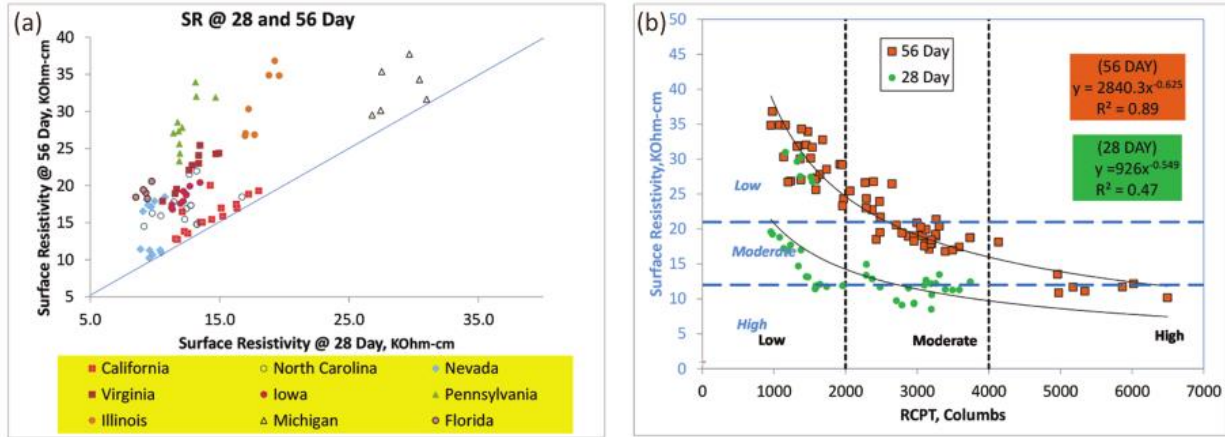 (a)
SR @ 28 and 56 Day
Surface Resistivity @ 56 Day, KOhm-cm
40
35
30
25
20
15
10
5
5.0 15.0 25.0 35.0
Surface Resistivity @ 28 Day, KOhm-cm
California North Carolina Nevada
Virginia Iowa Pennsylvania
Illinois Michigan Florida
(b)
Surface Resistivity,KOhm-cm
50
45
40
35
30
25
20
15
10
5
0
56 Day
28 Day
(56 DAY)
y = 2840.3x-0.625
R² = 0.89
(28 DAY)
y =926x-0.549
R² = 0.47
Low
Moderate
High
Low Moderate High
0 1000 2000 3000 4000 5000 6000 7000
RCPT, Columbs